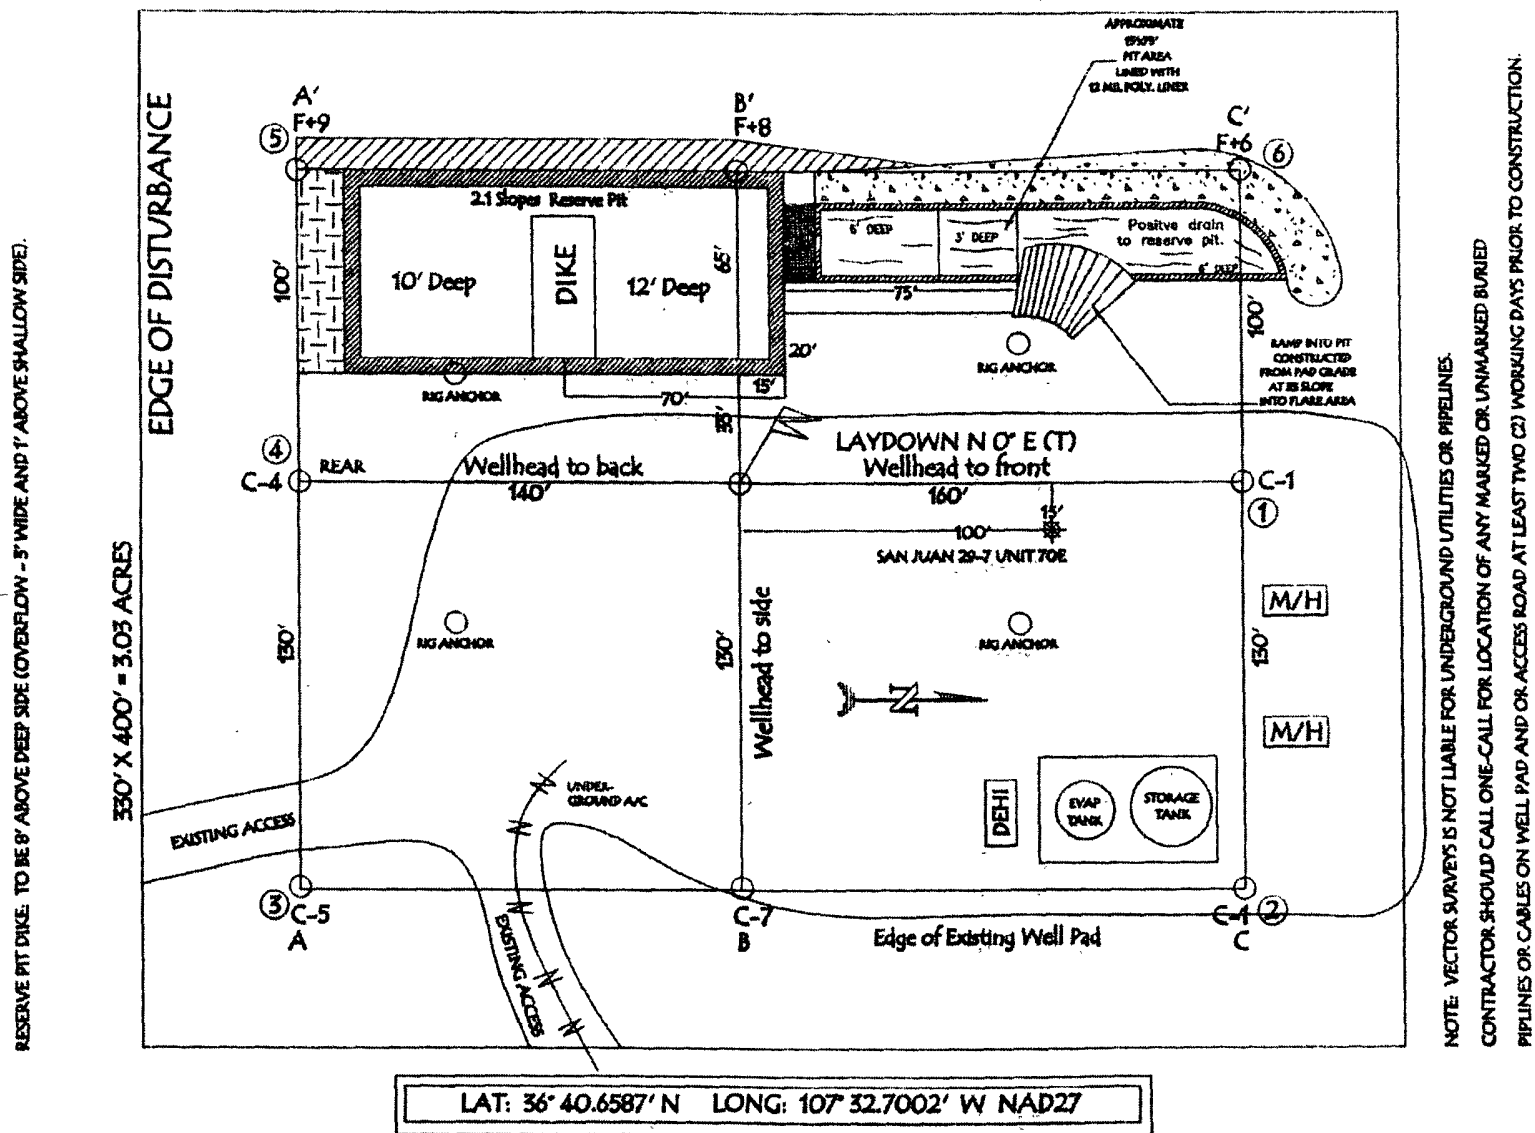 APPROXIMATE
PIT AREA
LINED WITH
12 MIL. POLY. LINER
A'
F+9
B'
F+8
C'
F+6
5
6
EDGE OF DISTURBANCE
2:1 Slopes Reserve Pit
10' Deep
DIKE
12' Deep
65'
100'
6' DEEP
3' DEEP
Positve drain
to reserve pit.
75'
100'
20'
15'
70'
35'
RIG ANCHOR
RIG ANCHOR
RAMP INTO PIT
CONSTRUCTED
FROM PAD GRADE
INTO FLARE AREA
LAYDOWN N 0° E (T)
4
C-4
REAR
Wellhead to back
140'
Wellhead to front
160'
C-1
1
15'
100'
SAN JUAN 29-7 UNIT 70E
330' X 400' = 3.03 ACRES
130'
130'
Wellhead to side
130'
RIG ANCHOR
RIG ANCHOR
N
M/H
M/H
DEHI
EVAP
TANK
STORAGE
TANK
UNDER-
GROUND A/C
EXISTING ACCESS
EXISTING ACCESS
3
C-5
A
C-7
B
2
C
Edge of Existing Well Pad
RESERVE PIT DIKE: TO BE 8' ABOVE DEEP SIDE (OVERFLOW - 3' WIDE AND 1' ABOVE SHALLOW SIDE).
NOTE: VECTOR SURVEYS IS NOT LIABLE FOR UNDERGROUND UTILITIES OR PIPELINES.
CONTRACTOR SHOULD CALL ONE-CALL FOR LOCATION OF ANY MARKED OR UNMARKED BURIED
PIPLINES OR CABLES ON WELL PAD AND OR ACCESS ROAD AT LEAST TWO (2) WORKING DAYS PRIOR TO CONSTRUCTION.
LAT: 36° 40.6587' N LONG: 107° 32.7002' W NAD27